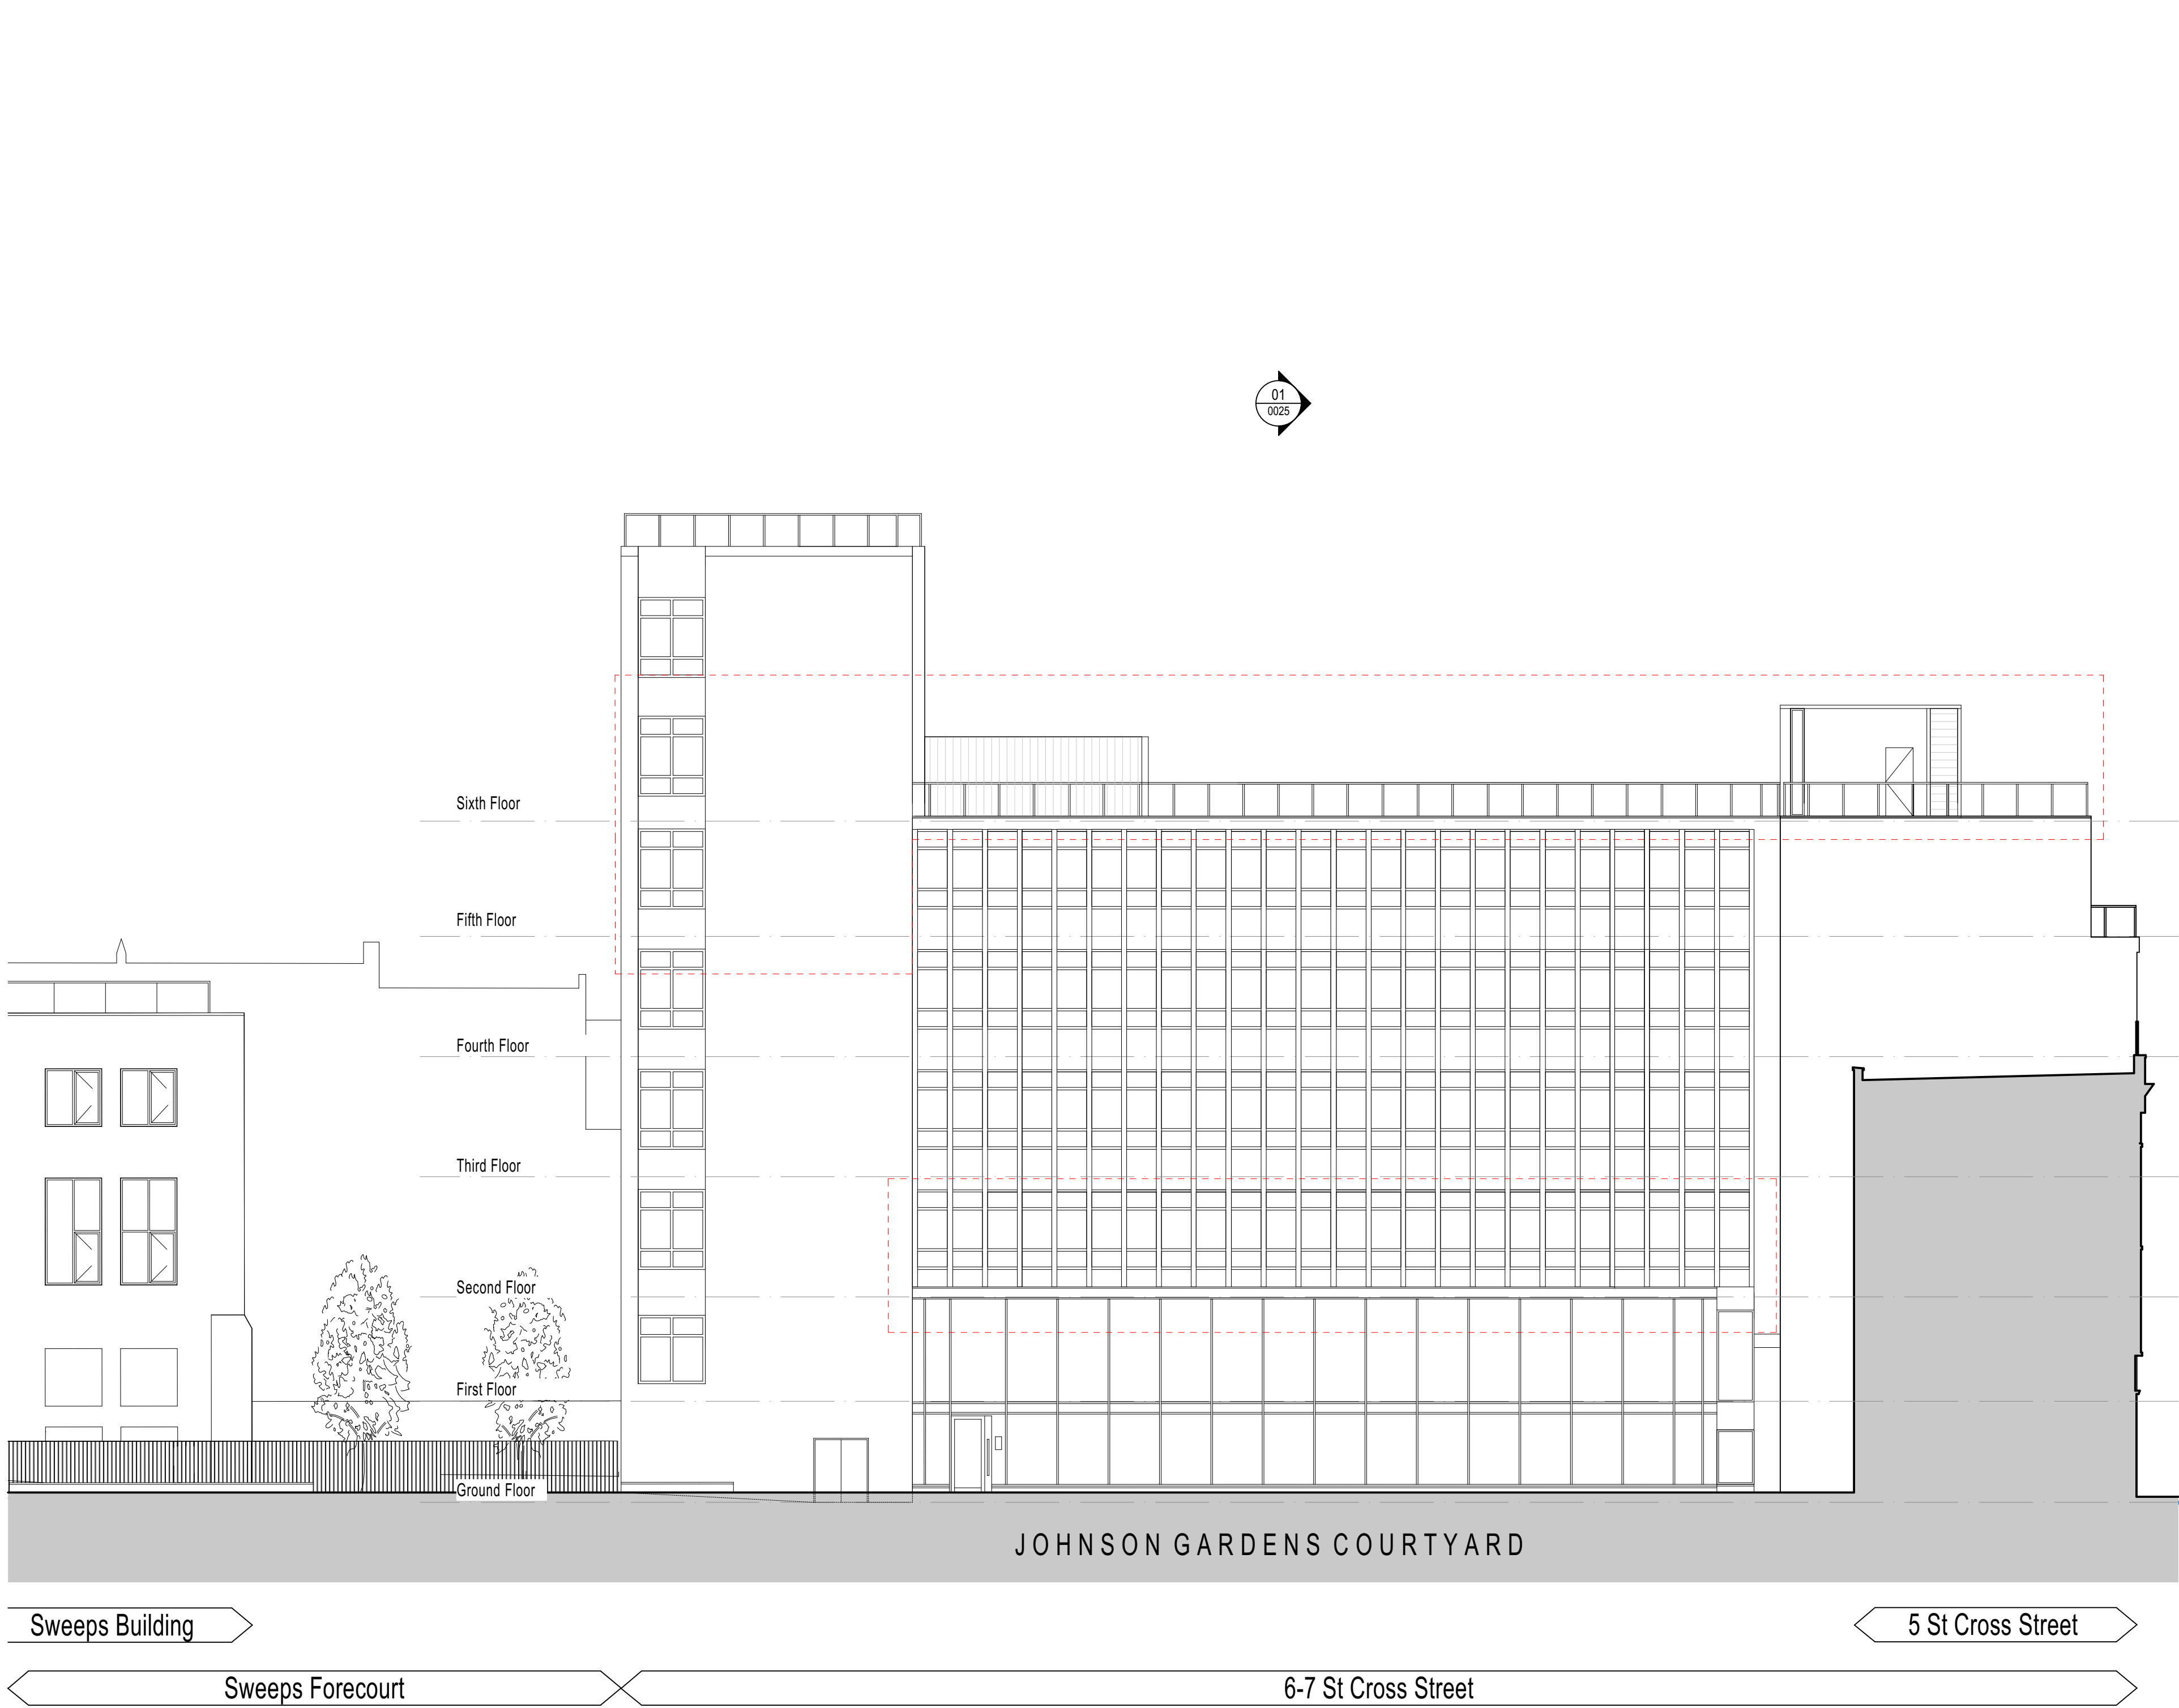 01
0025
Sixth Floor
Fifth Floor
Fourth Floor
Third Floor
Second Floor
First Floor
Ground Floor
JOHNSON GARDENS COURTYARD
Sweeps Building
5 St Cross Street
Sweeps Forecourt
6-7 St Cross Street